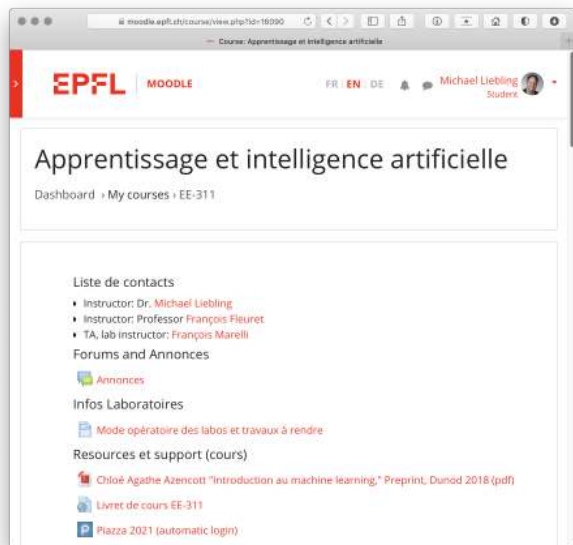 moodle.epfl.ch/course/view.php?id=16090
Course: Apprentissage et intelligence artificielle
EPFL MOODLE FR EN DE Michael Liebling
Student
Apprentissage et intelligence artificielle
Dashboard › My courses › EE-311
Liste de contacts
Instructor: Dr. Michael Liebling
Instructor: Professor François Fleuret
TA, lab instructor: François Marelli
Forums and Annonces
Annonces
Infos Laboratoires
Mode opératoire des labos et travaux à rendre
Resources et support (cours)
Chloé Agathe Azencott "Introduction au machine learning," Preprint, Dunod 2018 (pdf)
Livret de cours EE-311
Piazza 2021 (automatic login)